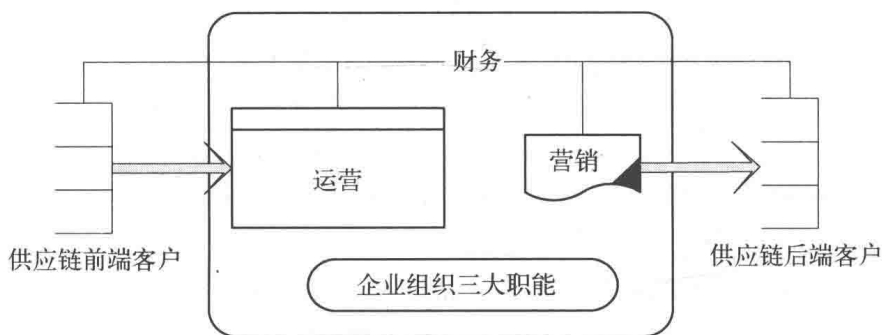 财务
运营
营销
供应链前端客户
供应链后端客户
企业组织三大职能